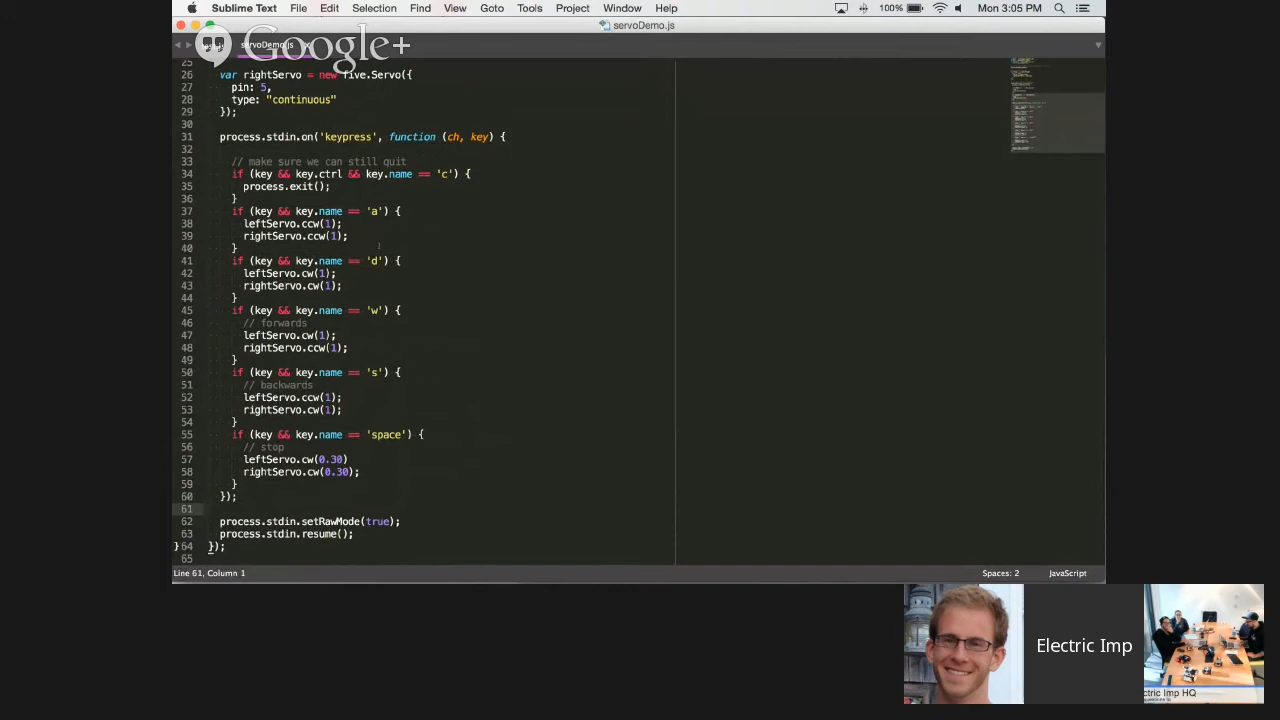 Sublime Text File Edit Selection Find View Goto Tools Project Window Help 100% Mon 3:05 PM
servoDemo.js
Google+
servoDemo.js
25
26 var rightServo = new five.Servo({
27 pin: 5,
28 type: "continuous"
29 });
30
31 process.stdin.on('keypress', function (ch, key) {
32
33 // make sure we can still quit
34 if (key && key.ctrl && key.name == 'c') {
35 process.exit();
36 }
37 if (key && key.name == 'a') {
38 leftServo.ccw(1);
39 rightServo.ccw(1);
40 }
41 if (key && key.name == 'd') {
42 leftServo.cw(1);
43 rightServo.cw(1);
44 }
45 if (key && key.name == 'w') {
46 // forwards
47 leftServo.cw(1);
48 rightServo.ccw(1);
49 }
50 if (key && key.name == 's') {
51 // backwards
52 leftServo.ccw(1);
53 rightServo.cw(1);
54 }
55 if (key && key.name == 'space') {
56 // stop
57 leftServo.cw(0.30)
58 rightServo.cw(0.30);
59 }
60 });
61
62 process.stdin.setRawMode(true);
63 process.stdin.resume();
} 64 });
65
Line 61, Column 1 Spaces: 2 JavaScript
Electric Imp
ctric Imp HQ